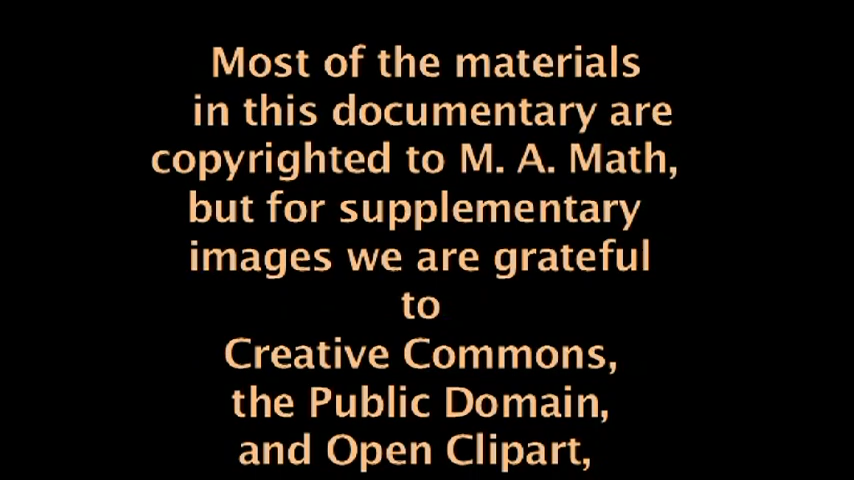 Most of the materials
in this documentary are
copyrighted to M. A. Math,
but for supplementary
images we are grateful
to
Creative Commons,
the Public Domain,
and Open Clipart,